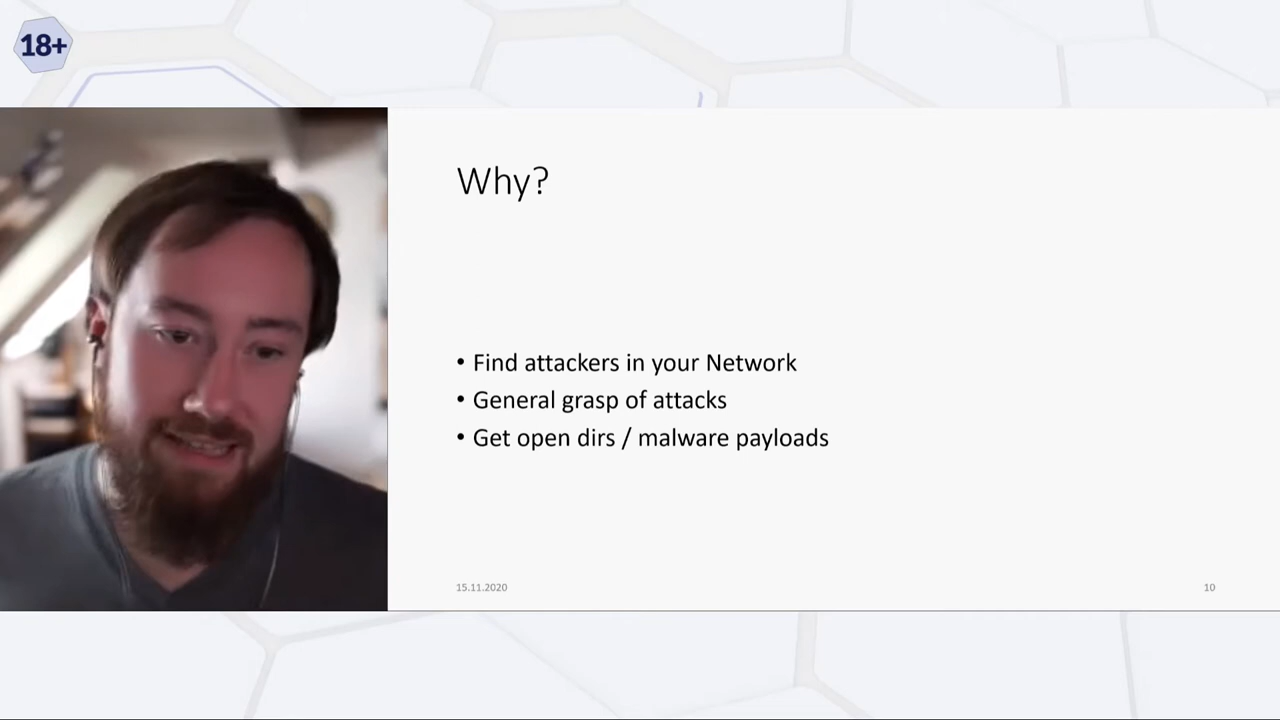 18+
Why?
• Find attackers in your Network
• General grasp of attacks
• Get open dirs / malware payloads
15.11.2020
10